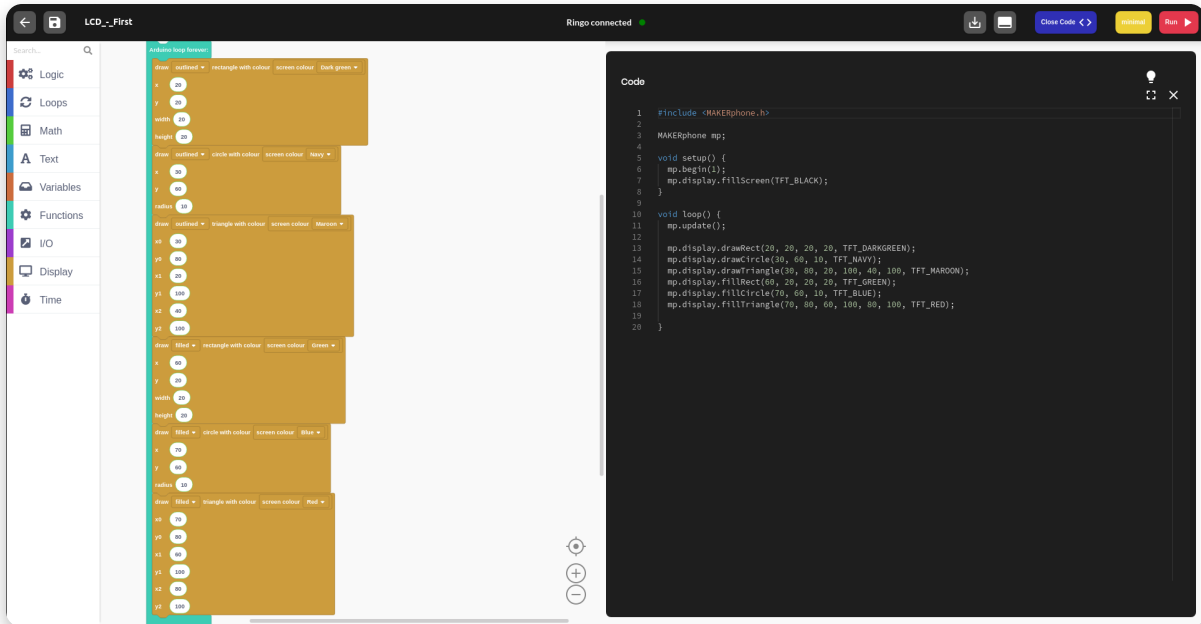 LCD_-_First
Ringo connected
Close Code < >
minimal
Run
Search...
Logic
Loops
Math
Text
Variables
Functions
I/O
Display
Time
Arduino loop forever:
draw outlined rectangle with colour screen colour Dark green
x 20
y 20
width 20
height 20
draw outlined circle with colour screen colour Navy
x 30
y 60
radius 10
draw outlined triangle with colour screen colour Maroon
x0 30
y0 80
x1 20
y1 100
x2 40
y2 100
draw filled rectangle with colour screen colour Green
x 60
y 20
width 20
height 20
draw filled circle with colour screen colour Blue
x 70
y 60
radius 10
draw filled triangle with colour screen colour Red
x0 70
y0 80
x1 60
y1 100
x2 80
y2 100
Code
1 #include <MAKERphone.h>
2
3 MAKERphone mp;
4
5 void setup() {
6 mp.begin(1);
7 mp.display.fillScreen(TFT_BLACK);
8 }
9
10 void loop() {
11 mp.update();
12
13 mp.display.drawRect(20, 20, 20, 20, TFT_DARKGREEN);
14 mp.display.drawCircle(30, 60, 10, TFT_NAVY);
15 mp.display.drawTriangle(30, 80, 20, 100, 40, 100, TFT_MAROON);
16 mp.display.fillRect(60, 20, 20, 20, TFT_GREEN);
17 mp.display.fillCircle(70, 60, 10, TFT_BLUE);
18 mp.display.fillTriangle(70, 80, 60, 100, 80, 100, TFT_RED);
19
20 }